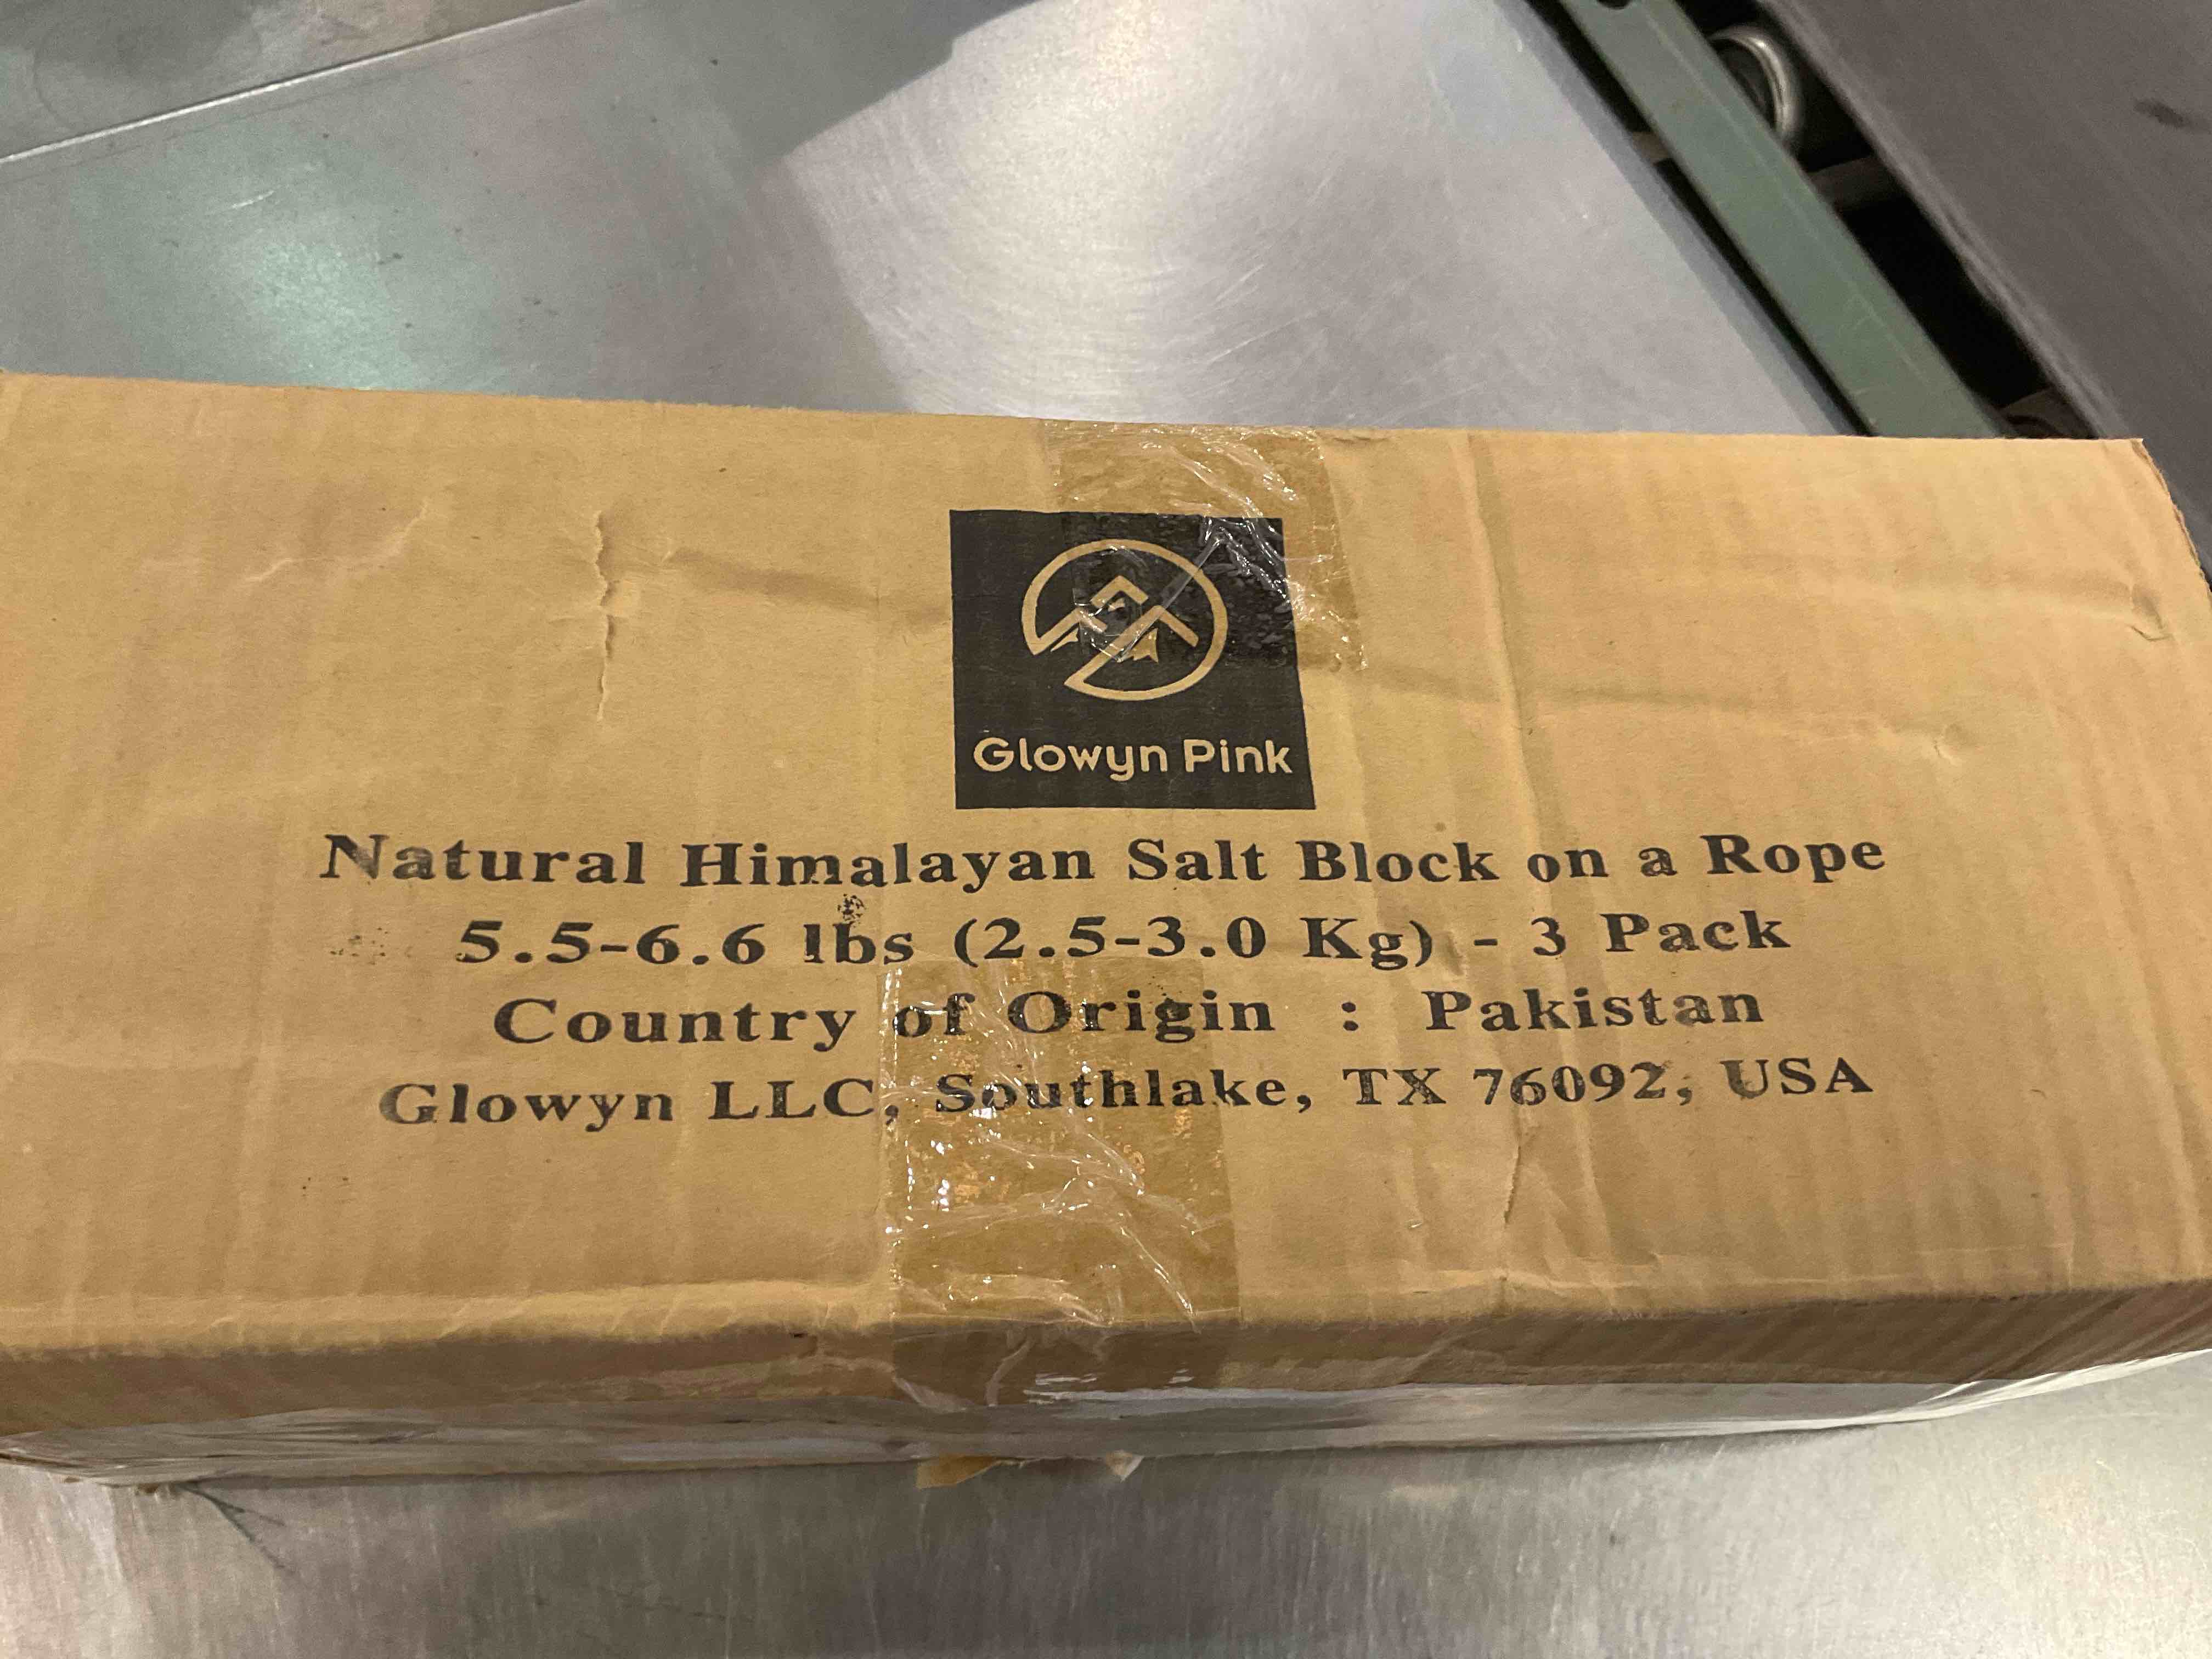 Glowyn Pink
Natural Himalayan Salt Block on a Rope
5.5-6.6 lbs (2.5-3.0 Kg) - 3 Pack
Country of Origin : Pakistan
Glowyn LLC, Southlake, TX 76092, USA